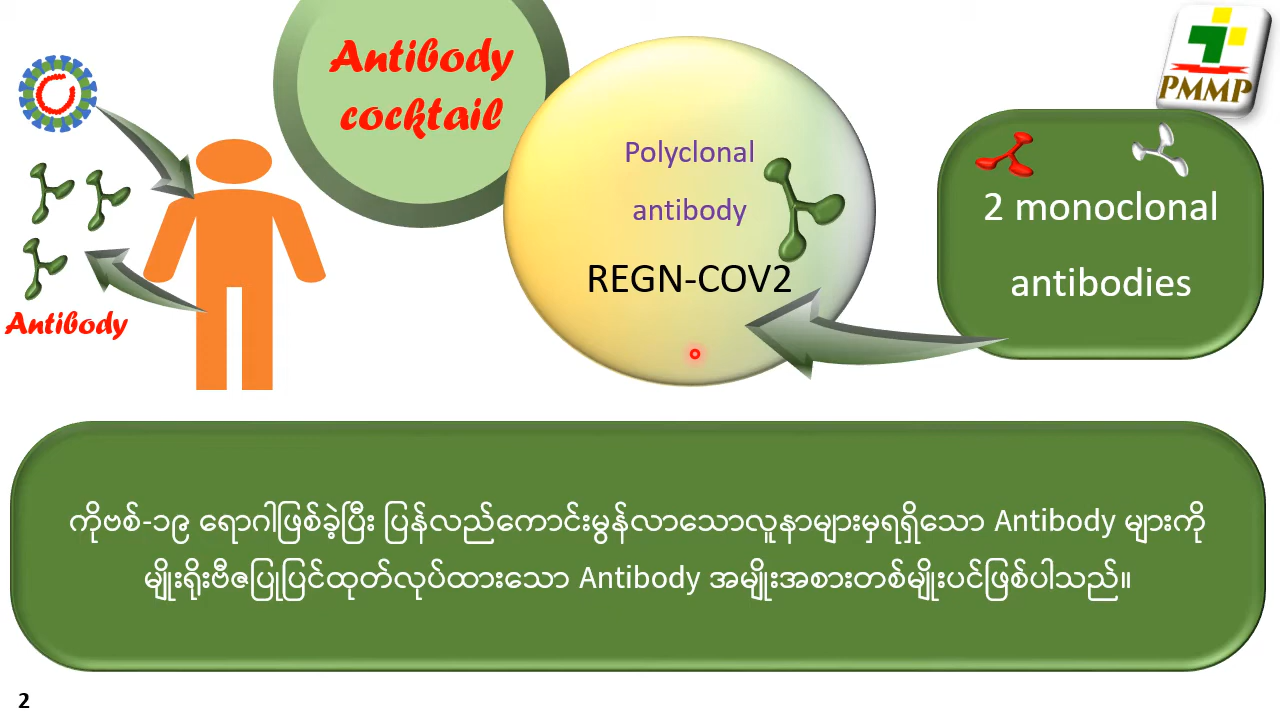 Antibody
cocktail
PMMP
Polyclonal
antibody
REGN-COV2
2 monoclonal
antibodies
Antibody
ကိုဗစ်-၁၉ ရောဂါဖြစ်ခဲ့ပြီး ပြန်လည်ကောင်းမွန်လာသောလူနာများမှရရှိသော Antibody များကို
မျိုးရိုးဗီဇပြုပြင်ထုတ်လုပ်ထားသော Antibody အမျိုးအစားတစ်မျိုးပင်ဖြစ်ပါသည်။
2